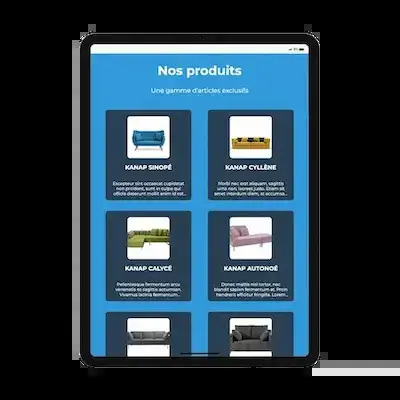 Nos produits
Une gamme d'articles exclusifs
KANAP SINOPÉ
KANAP CYLLÈNE
Excepteur sint occaecat cupidatat
non proident, sunt in culpa qui
officia deserunt mollit anim id est...
Morbi nec erat aliquam, sagittis
urna non, laoreet justo. Etiam sit
amet interdum diam, at accumsa...
KANAP CALYCÉ
KANAP AUTONOÉ
Pellentesque fermentum arcu
venenatis ex sagittis accumsan.
Vivamus lacinia fermentum...
Donec mattis nisl tortor, nec
blandit sapien fermentum at. Proin
hendrerit efficitur fringilla. Lorem...